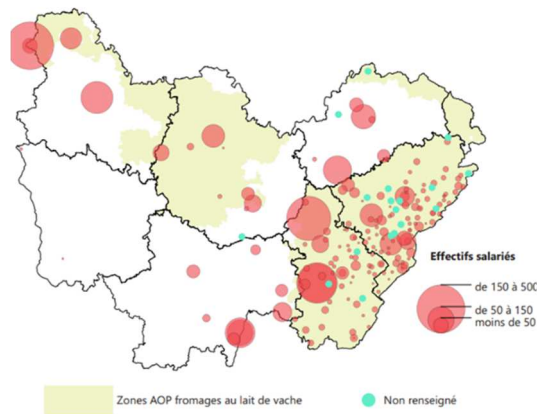 Effectifs salariés
de 150 à 500
de 50 à 150
moins de 50
Zones AOP fromages au lait de vache
Non renseigné